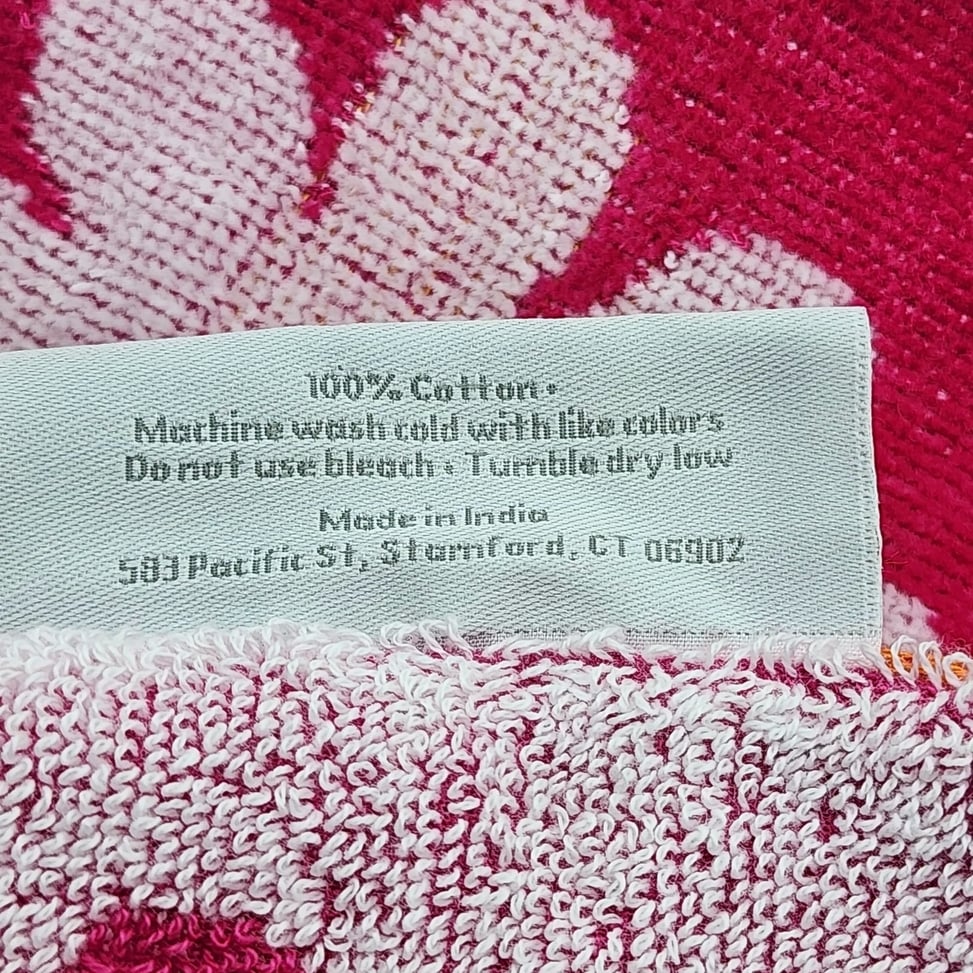 100% Cotton •
Machine wash cold with like colors
Do not use bleach • Tumble dry low
Made in India
583 Pacific St, Stamford, CT 06902